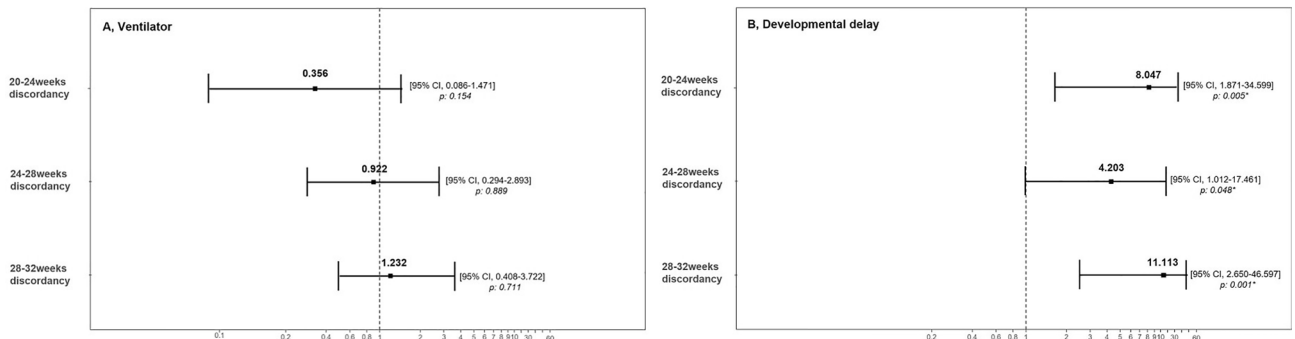 A, Ventilator
20-24weeks
discordancy
0.356
[95% CI, 0.086-1.471]
p: 0.154
24-28weeks
discordancy
0.922
[95% CI, 0.294-2.893]
p: 0.889
28-32weeks
discordancy
1.232
[95% CI, 0.408-3.722]
p: 0.711
0.1 0.2 0.4 0.6 0.8 1 2 3 4 5 6 7 8 9 10 30 60
B, Developmental delay
20-24weeks
discordancy
8.047
[95% CI, 1.871-34.599]
p: 0.005*
24-28weeks
discordancy
4.203
[95% CI, 1.012-17.461]
p: 0.048*
28-32weeks
discordancy
11.113
[95% CI, 2.650-46.597]
p: 0.001*
0.2 0.4 0.6 0.8 1 2 3 4 5 6 7 8 9 10 30 60